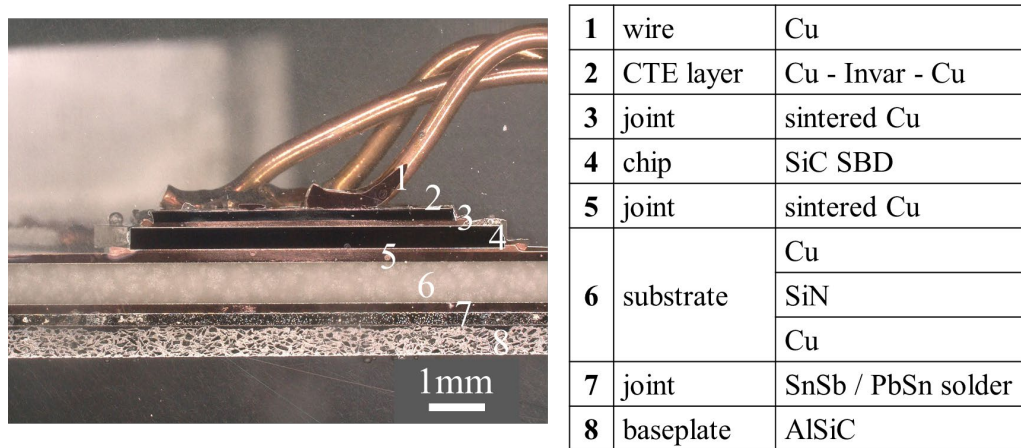 1
2
3
4
5
6
7
8
1mm
1 wire Cu
2 CTE layer Cu - Invar - Cu
3 joint sintered Cu
4 chip SiC SBD
5 joint sintered Cu
6 substrate Cu
SiN
Cu
7 joint SnSb / PbSn solder
8 baseplate AlSiC